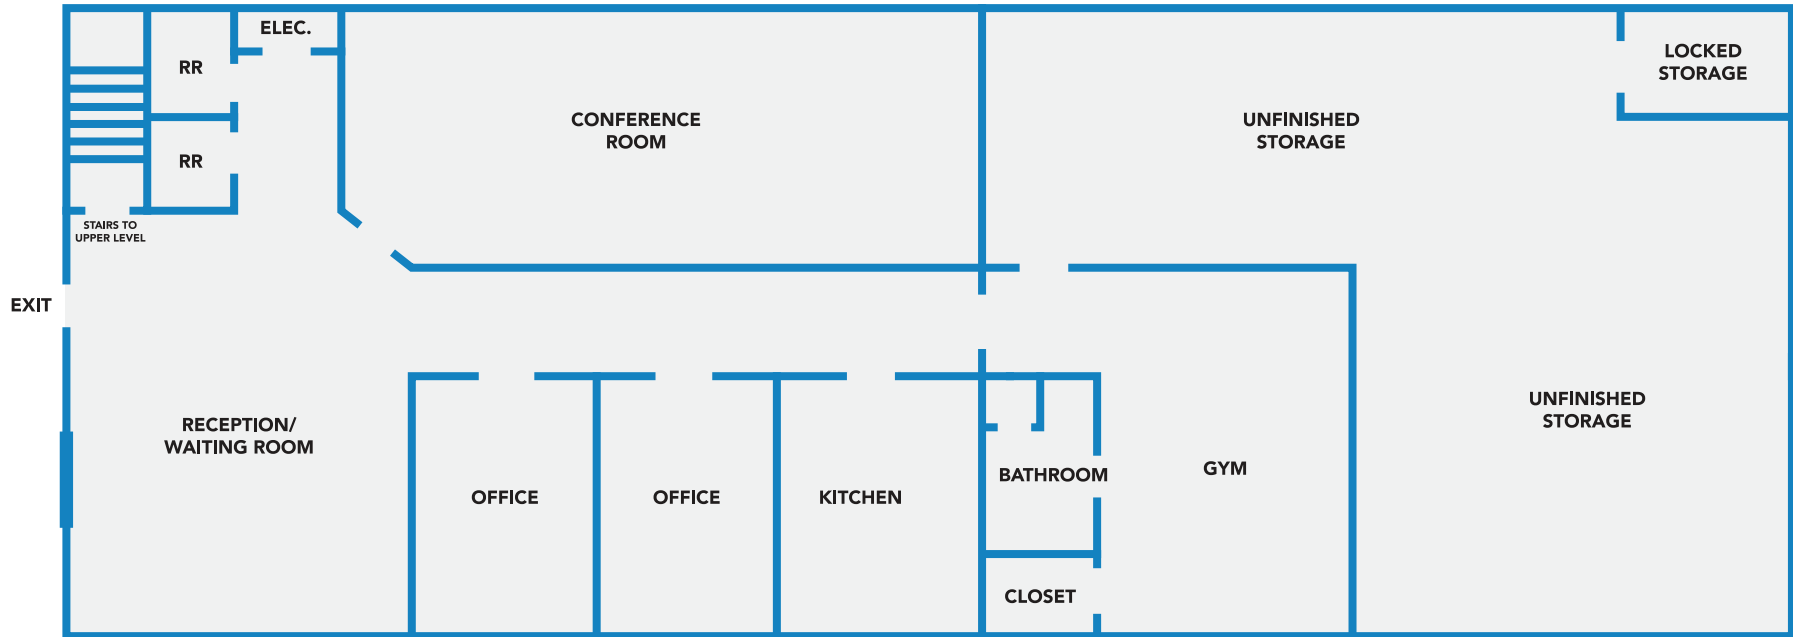 ELEC.
RR
LOCKED
STORAGE
CONFERENCE
ROOM
UNFINISHED
STORAGE
RR
STAIRS TO
UPPER LEVEL
EXIT
RECEPTION/
WAITING ROOM
UNFINISHED
STORAGE
OFFICE
OFFICE
KITCHEN
BATHROOM
GYM
CLOSET